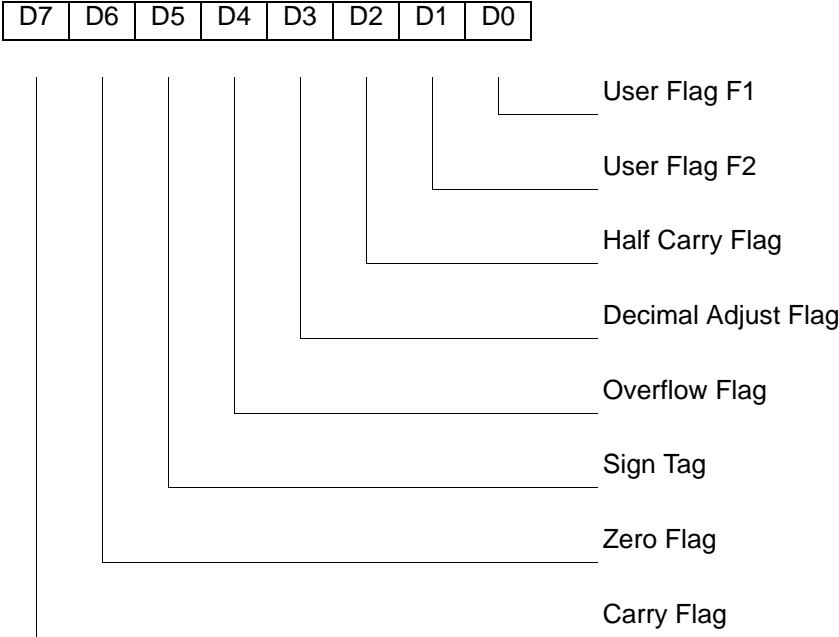 D7 D6 D5 D4 D3 D2 D1 D0
User Flag F1
User Flag F2
Half Carry Flag
Decimal Adjust Flag
Overflow Flag
Sign Tag
Zero Flag
Carry Flag